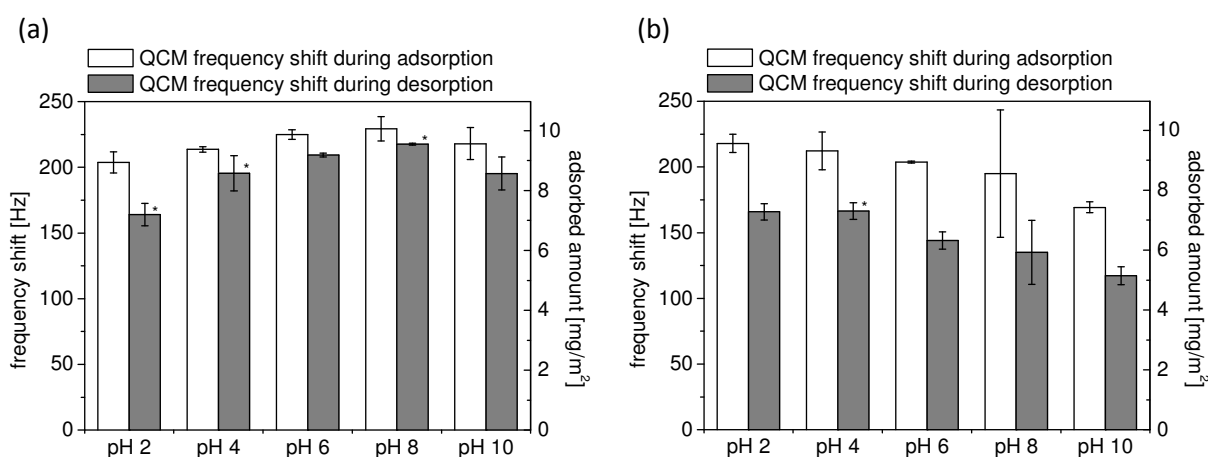 (a)
QCM frequency shift during adsorption
QCM frequency shift during desorption
250
200
150
100
50
0
frequency shift [Hz]
10
8
6
4
2
0
adsorbed amount [mg/m²]
* * *
pH 2 pH 4 pH 6 pH 8 pH 10
(b)
QCM frequency shift during adsorption
QCM frequency shift during desorption
250
200
150
100
50
0
frequency shift [Hz]
10
8
6
4
2
0
adsorbed amount [mg/m²]
*
pH 2 pH 4 pH 6 pH 8 pH 10